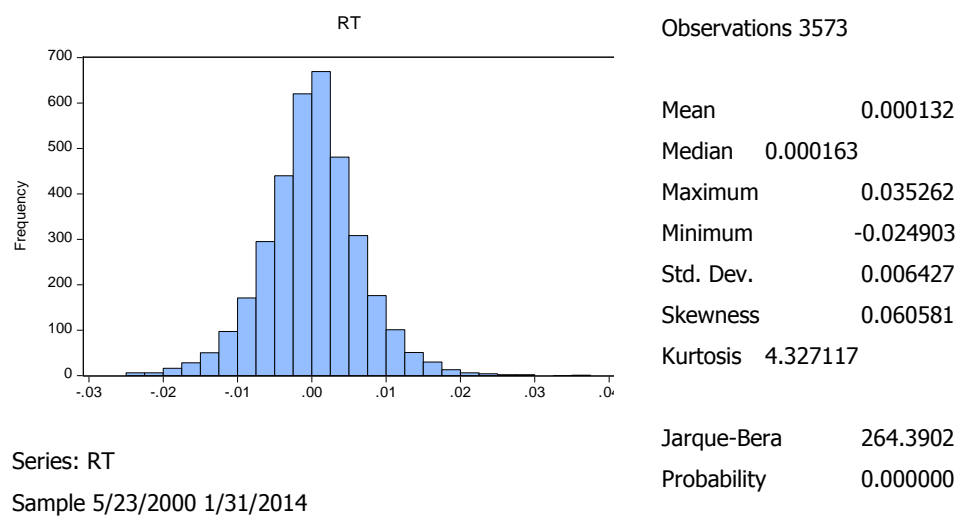 RT
700
600
500
400
300
200
100
0
Frequency
-.03 -.02 -.01 .00 .01 .02 .03 .04
Series: RT
Sample 5/23/2000 1/31/2014
Observations 3573
Mean 0.000132
Median 0.000163
Maximum 0.035262
Minimum -0.024903
Std. Dev. 0.006427
Skewness 0.060581
Kurtosis 4.327117
Jarque-Bera 264.3902
Probability 0.000000